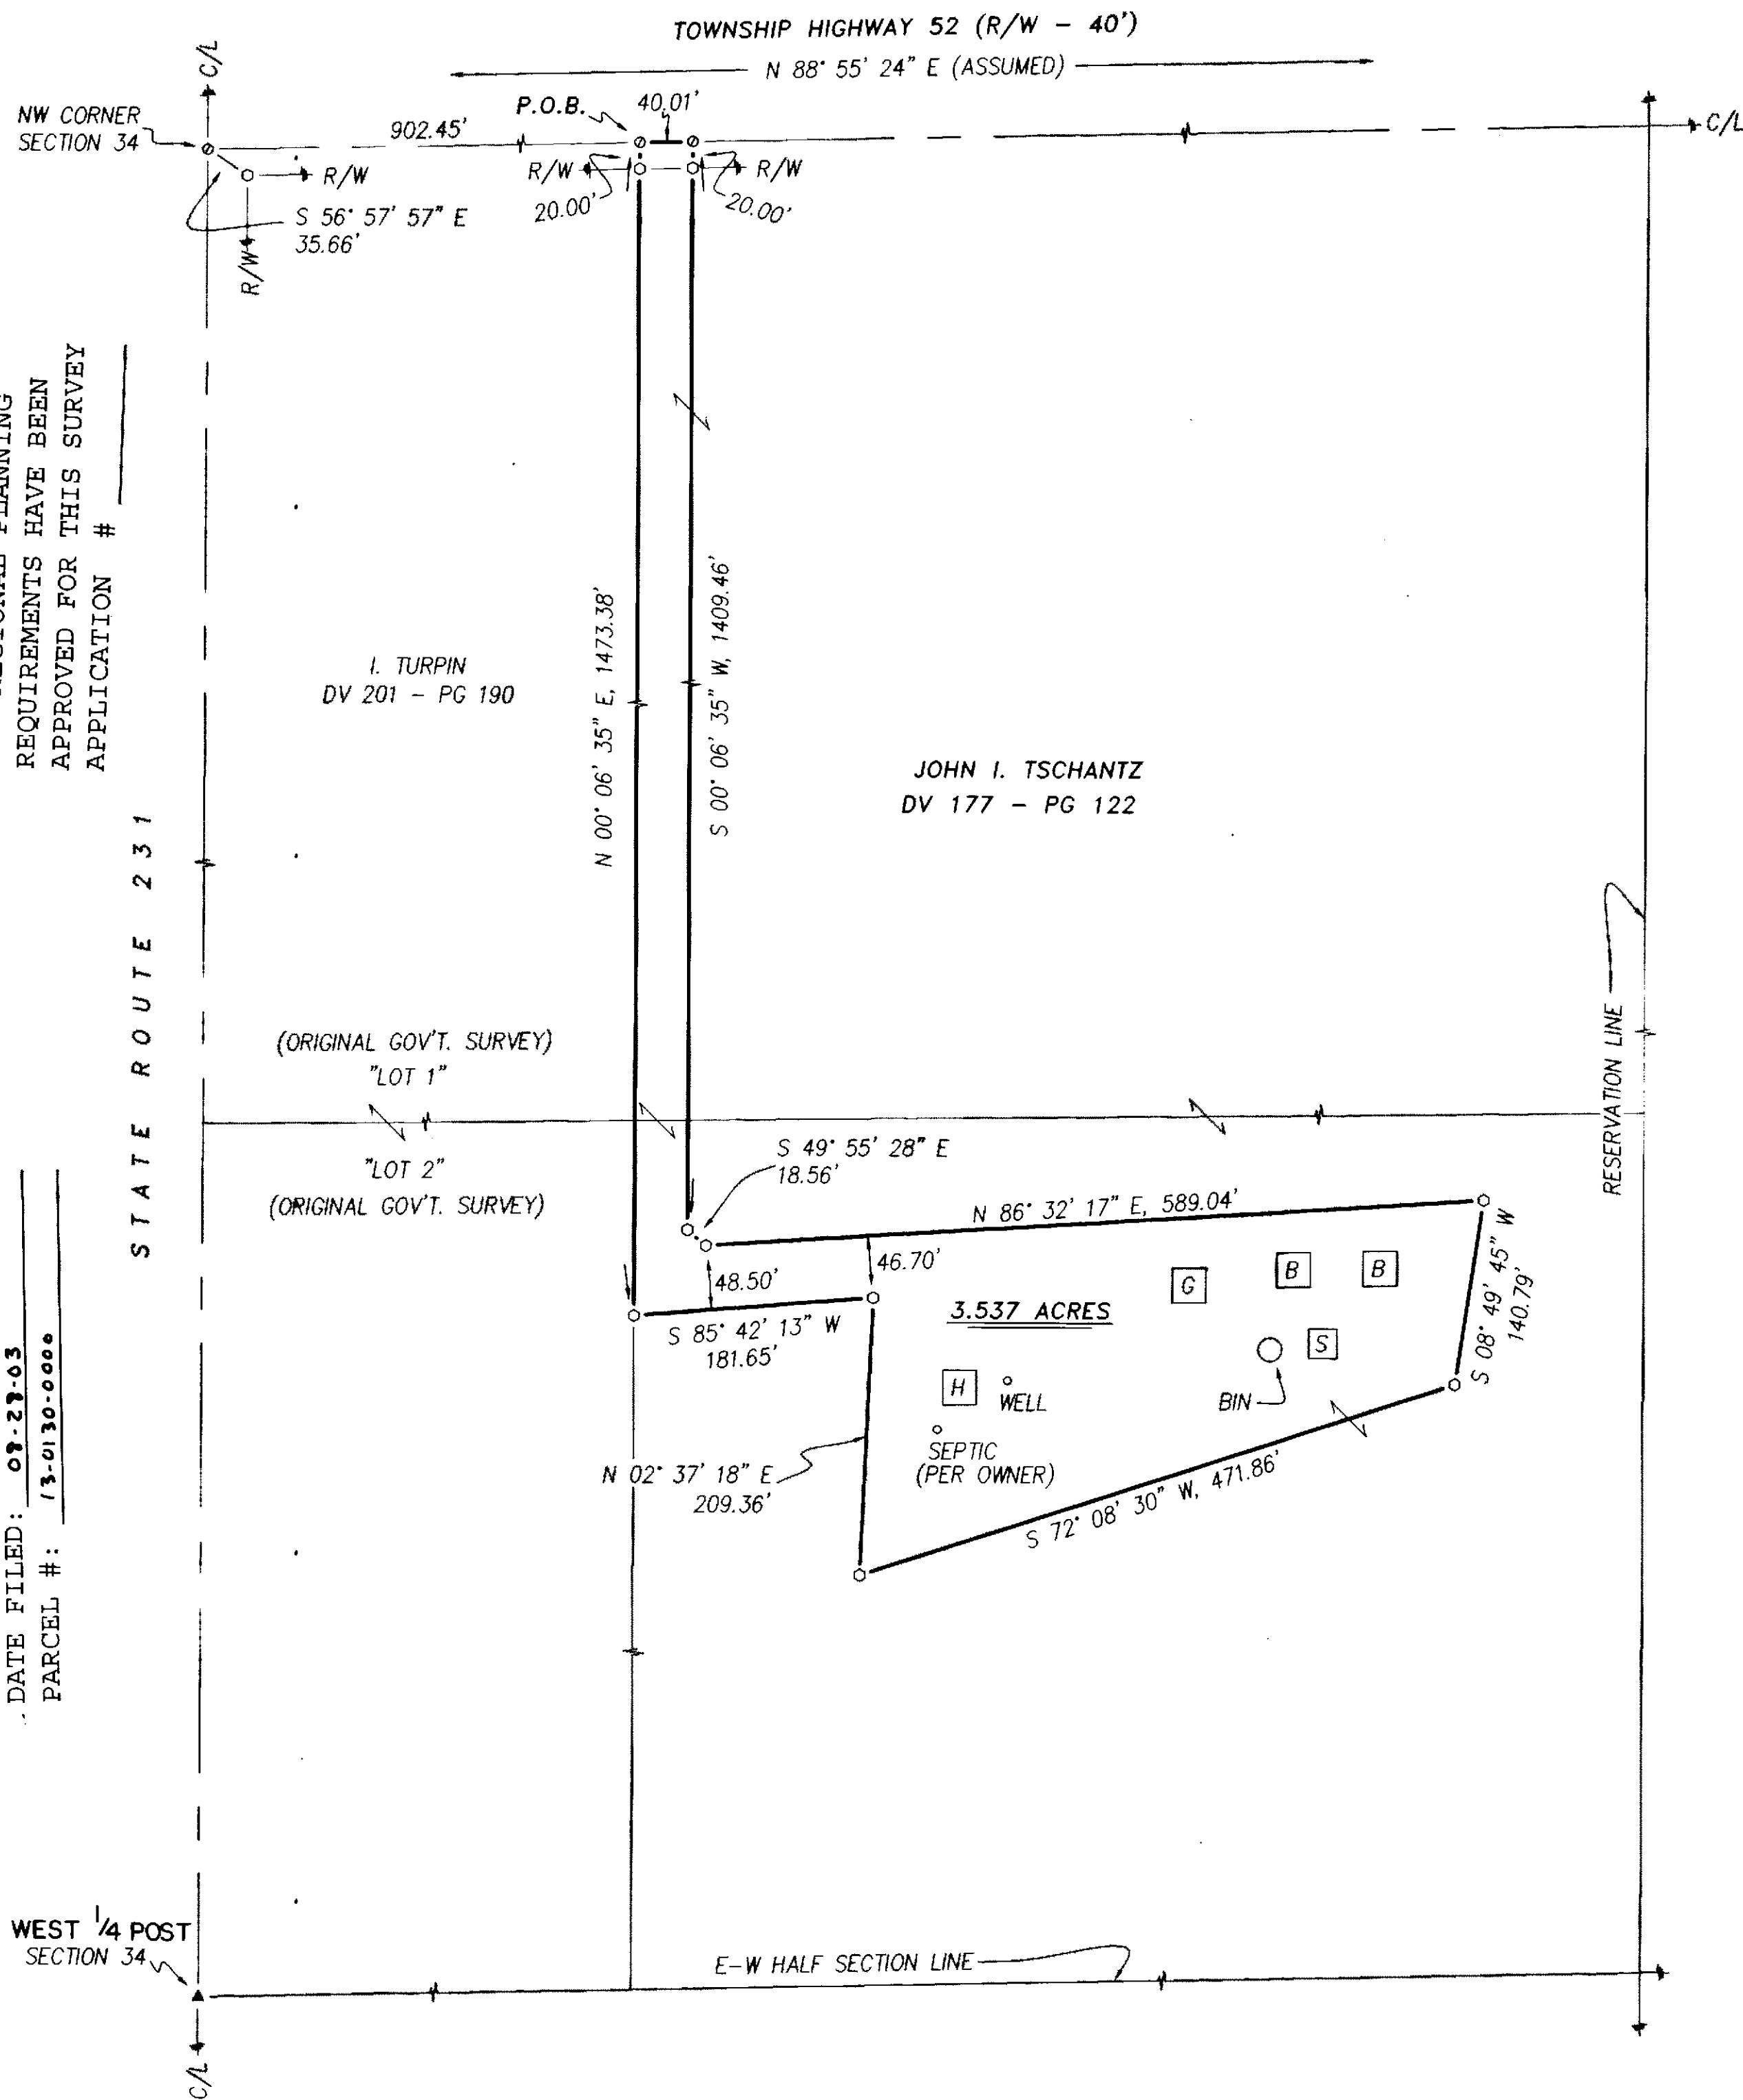 TOWNSHIP HIGHWAY 52 (R/W - 40')
N 88° 55' 24" E (ASSUMED)
C/L
NW CORNER
SECTION 34
902.45'
P.O.B.
40.01'
C/L
R/W
R/W
R/W
20.00'
20.00'
S 56° 57' 57" E
35.66'
R/W
REQUIREMENTS HAVE BEEN
APPROVED FOR THIS SURVEY
APPLICATION #
I. TURPIN
DV 201 - PG 190
N 00° 06' 35" E, 1473.38'
S 00° 06' 35" W, 1409.46'
JOHN I. TSCHANTZ
DV 177 - PG 122
STATE ROUTE 231
RESERVATION LINE
(ORIGINAL GOV'T. SURVEY)
"LOT 1"
"LOT 2"
(ORIGINAL GOV'T. SURVEY)
S 49° 55' 28" E
18.56'
N 86° 32' 17" E, 589.04'
48.50'
46.70'
S 85° 42' 13" W
181.65'
3.537 ACRES
G
B
B
S
BIN
S 08° 49' 45" W
140.79'
H
WELL
SEPTIC
(PER OWNER)
N 02° 37' 18" E
209.36'
S 72° 08' 30" W, 471.86'
DATE FILED:
PARCEL #: 13-0130-0000
WEST 1/4 POST
SECTION 34
E-W HALF SECTION LINE
C/L